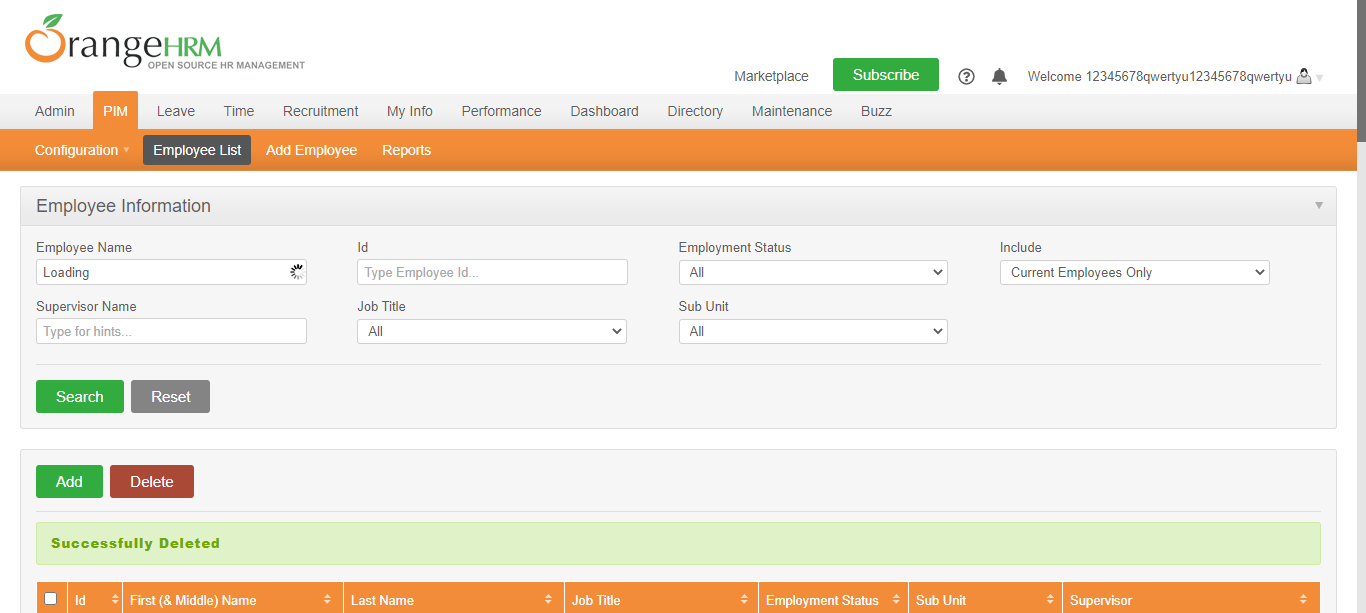 OrangeHRM
OPEN SOURCE HR MANAGEMENT
Marketplace Subscribe ? Welcome 12345678qwertyu12345678qwertyu
Admin PIM Leave Time Recruitment My Info Performance Dashboard Directory Maintenance Buzz
Configuration Employee List Add Employee Reports
Employee Information
Employee Name Id Employment Status Include
Loading Type Employee Id... All Current Employees Only
Supervisor Name Job Title Sub Unit
Type for hints... All All
Search Reset
Add Delete
Successfully Deleted
Id First (& Middle) Name Last Name Job Title Employment Status Sub Unit Supervisor